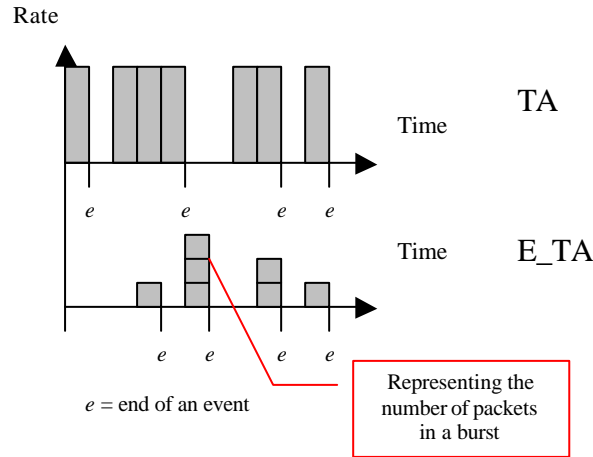 Rate
TA
Time
e e e e
Time
E_TA
e e e e
e = end of an event
Representing the
number of packets
in a burst